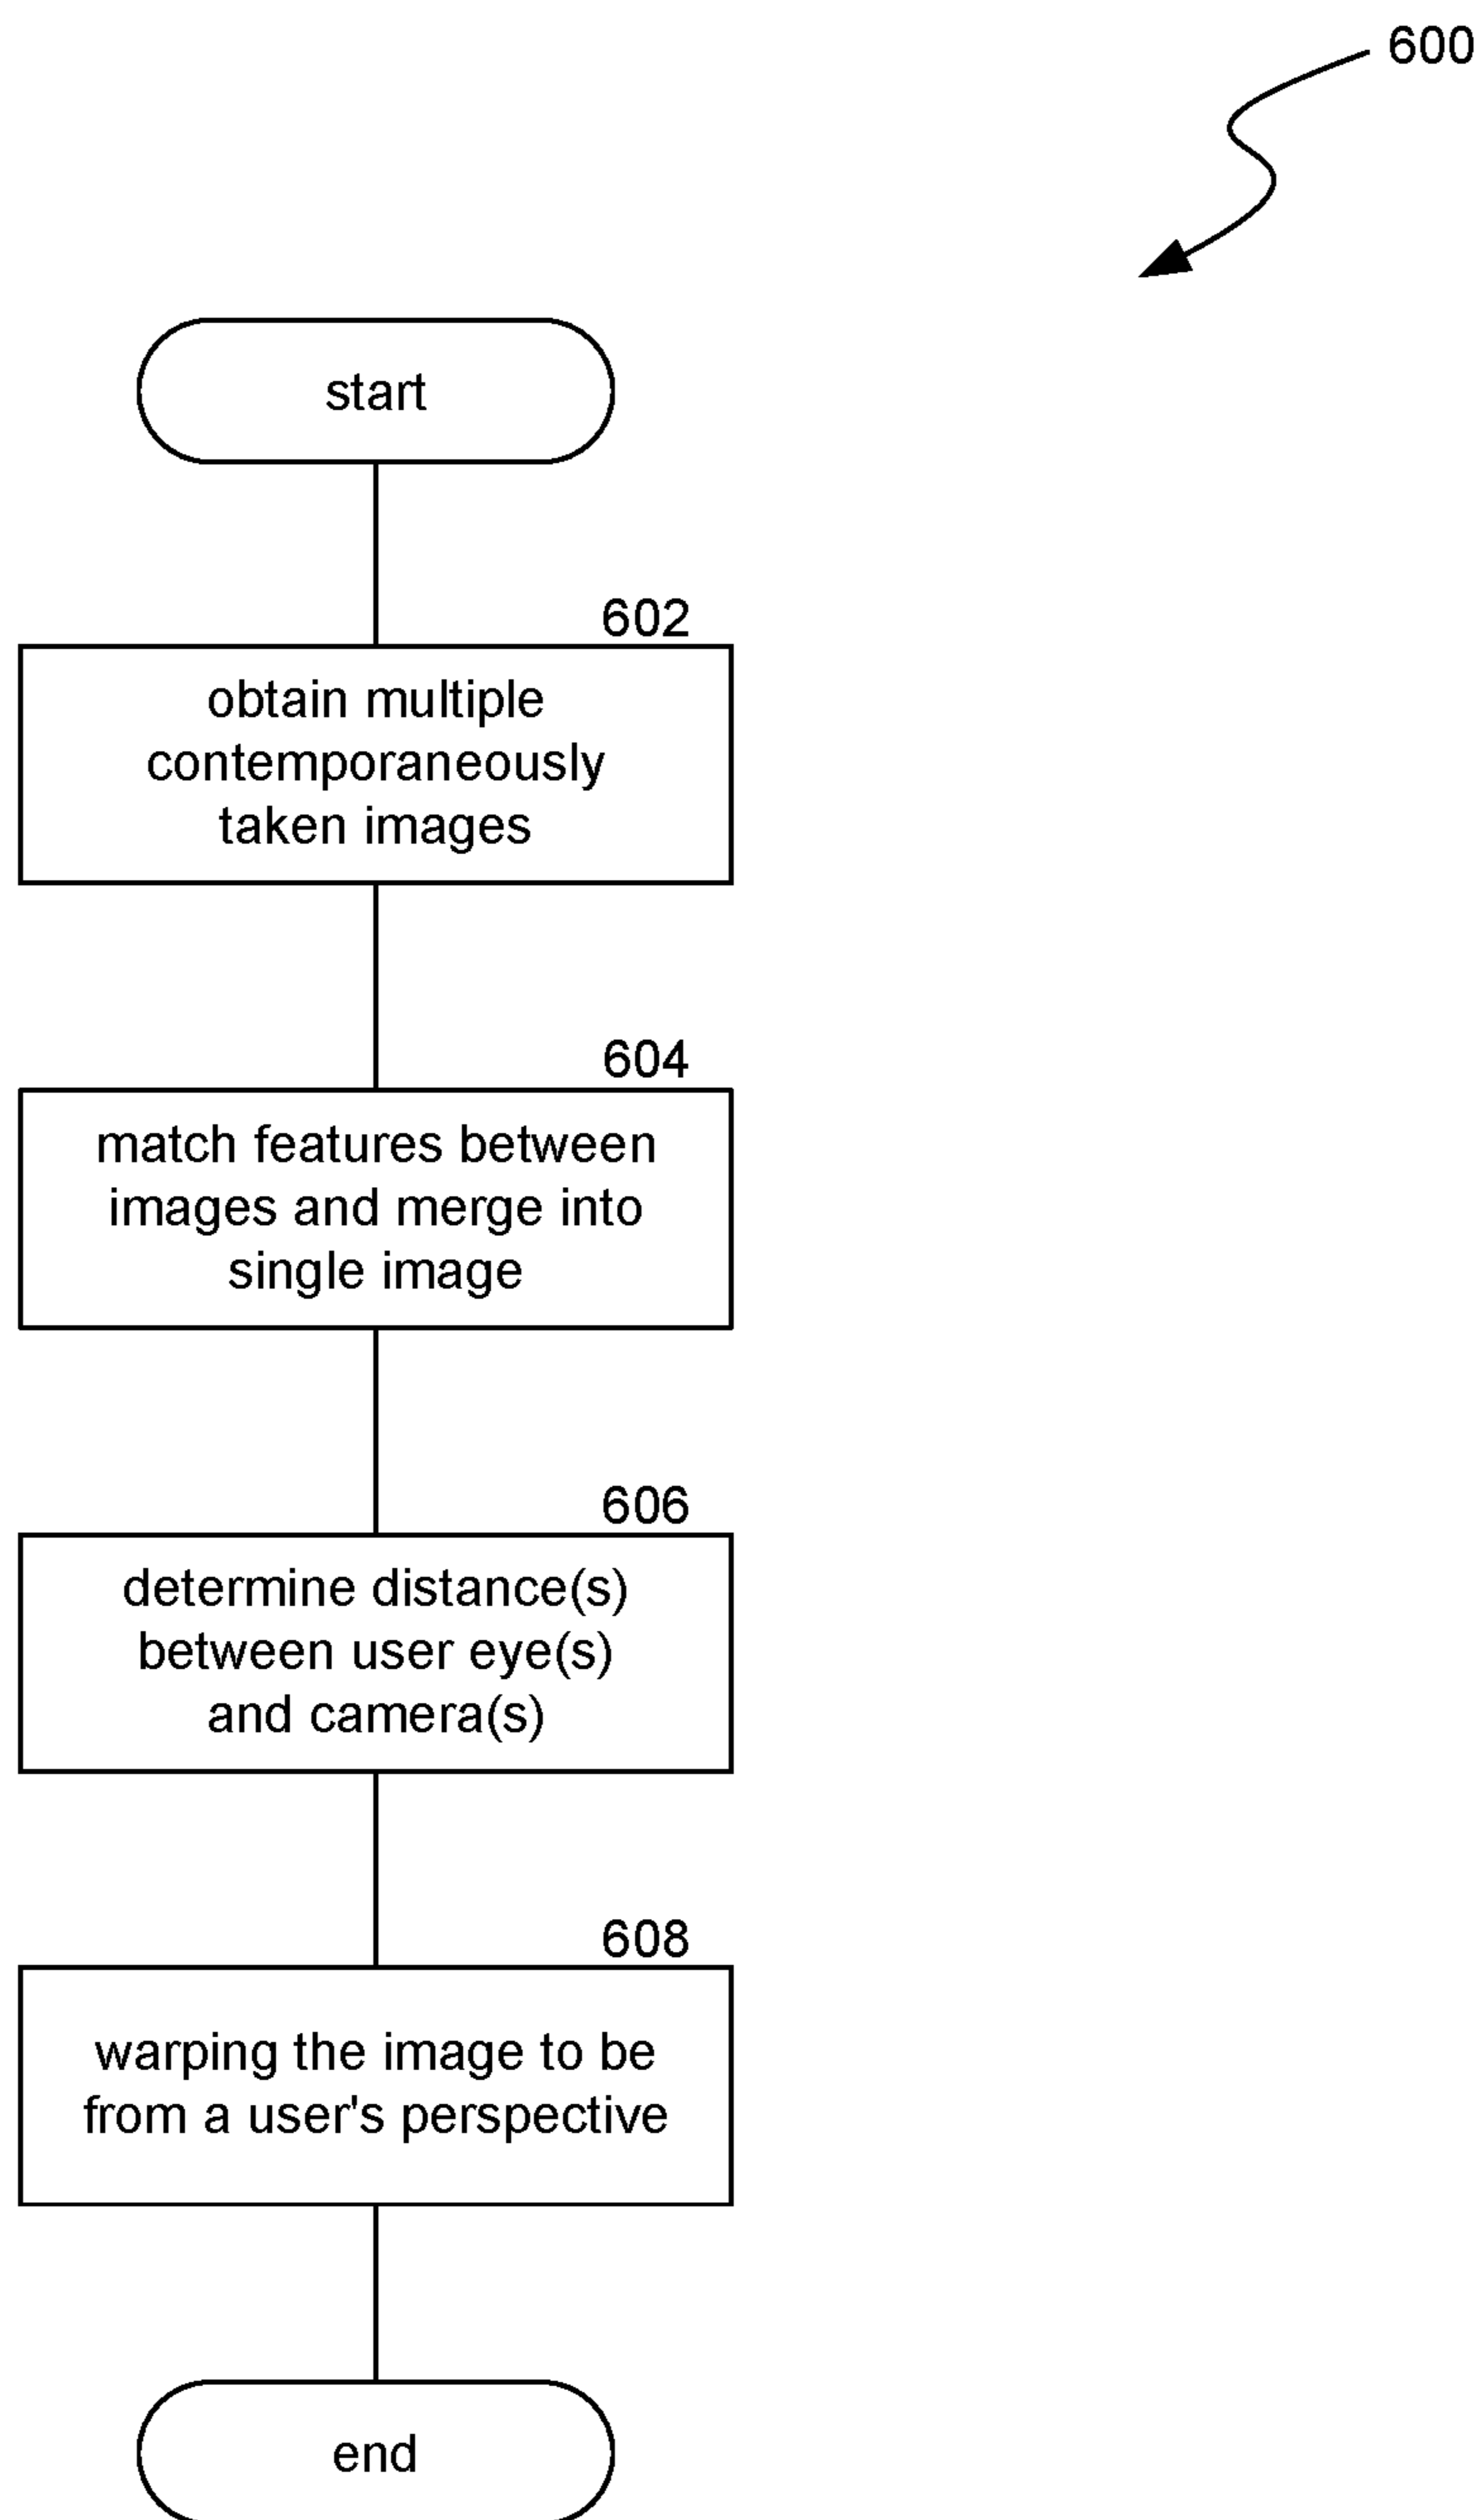 600
start
602
obtain multiple
contemporaneously
taken images
604
match features between
images and merge into
single image
606
determine distance(s)
between user eye(s)
and camera(s)
608
warping the image to be
from a user's perspective
end